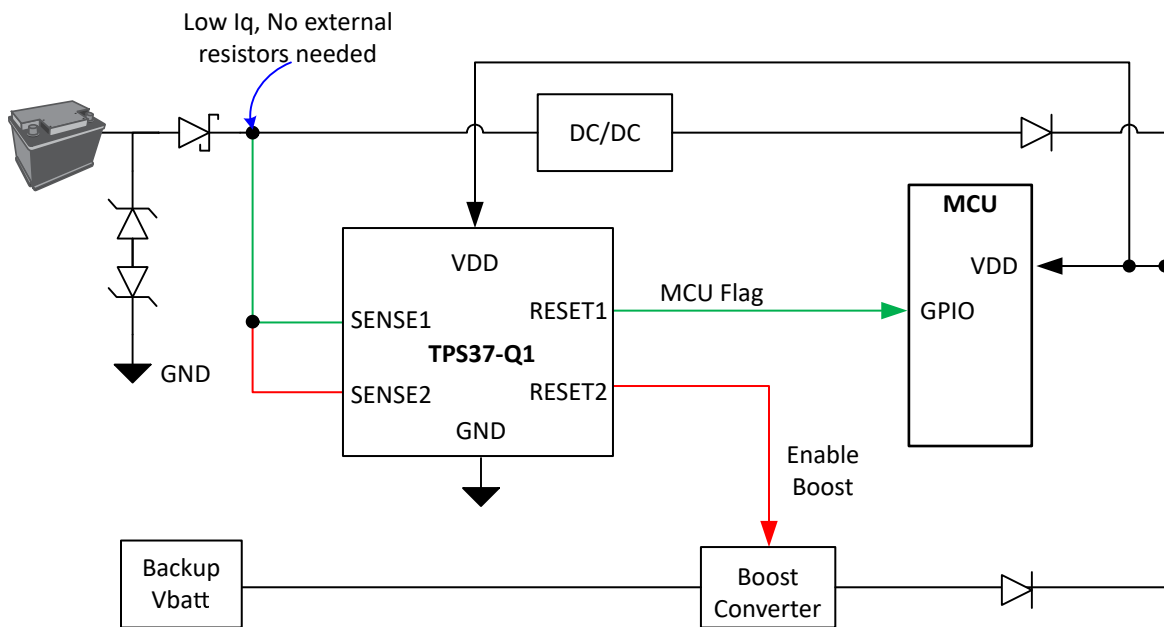 Low Iq, No external
resistors needed
DC/DC
MCU
VDD
VDD
MCU Flag
RESET1
GPIO
SENSE1
TPS37-Q1
SENSE2
RESET2
GND
GND
Enable
Boost
Backup
Vbatt
Boost
Converter